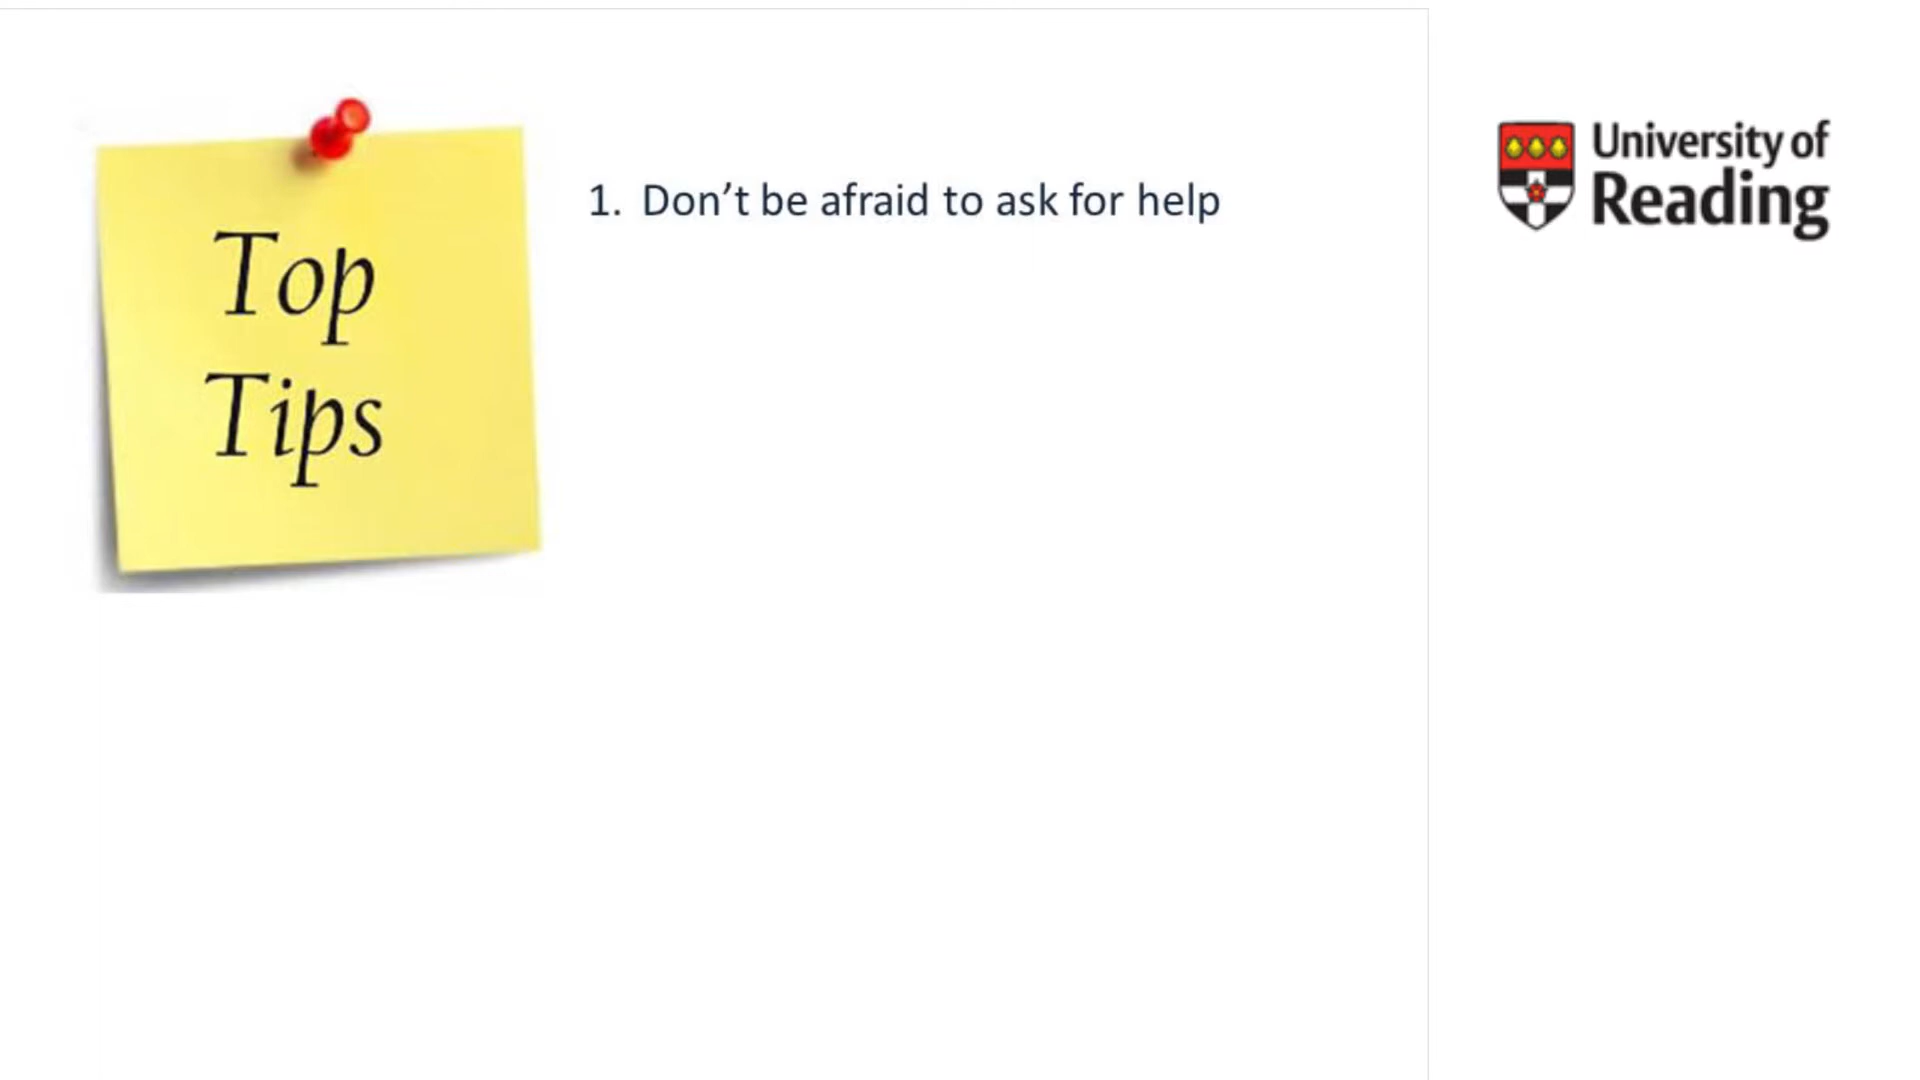 Top
Tips
1. Don't be afraid to ask for help
University of
Reading